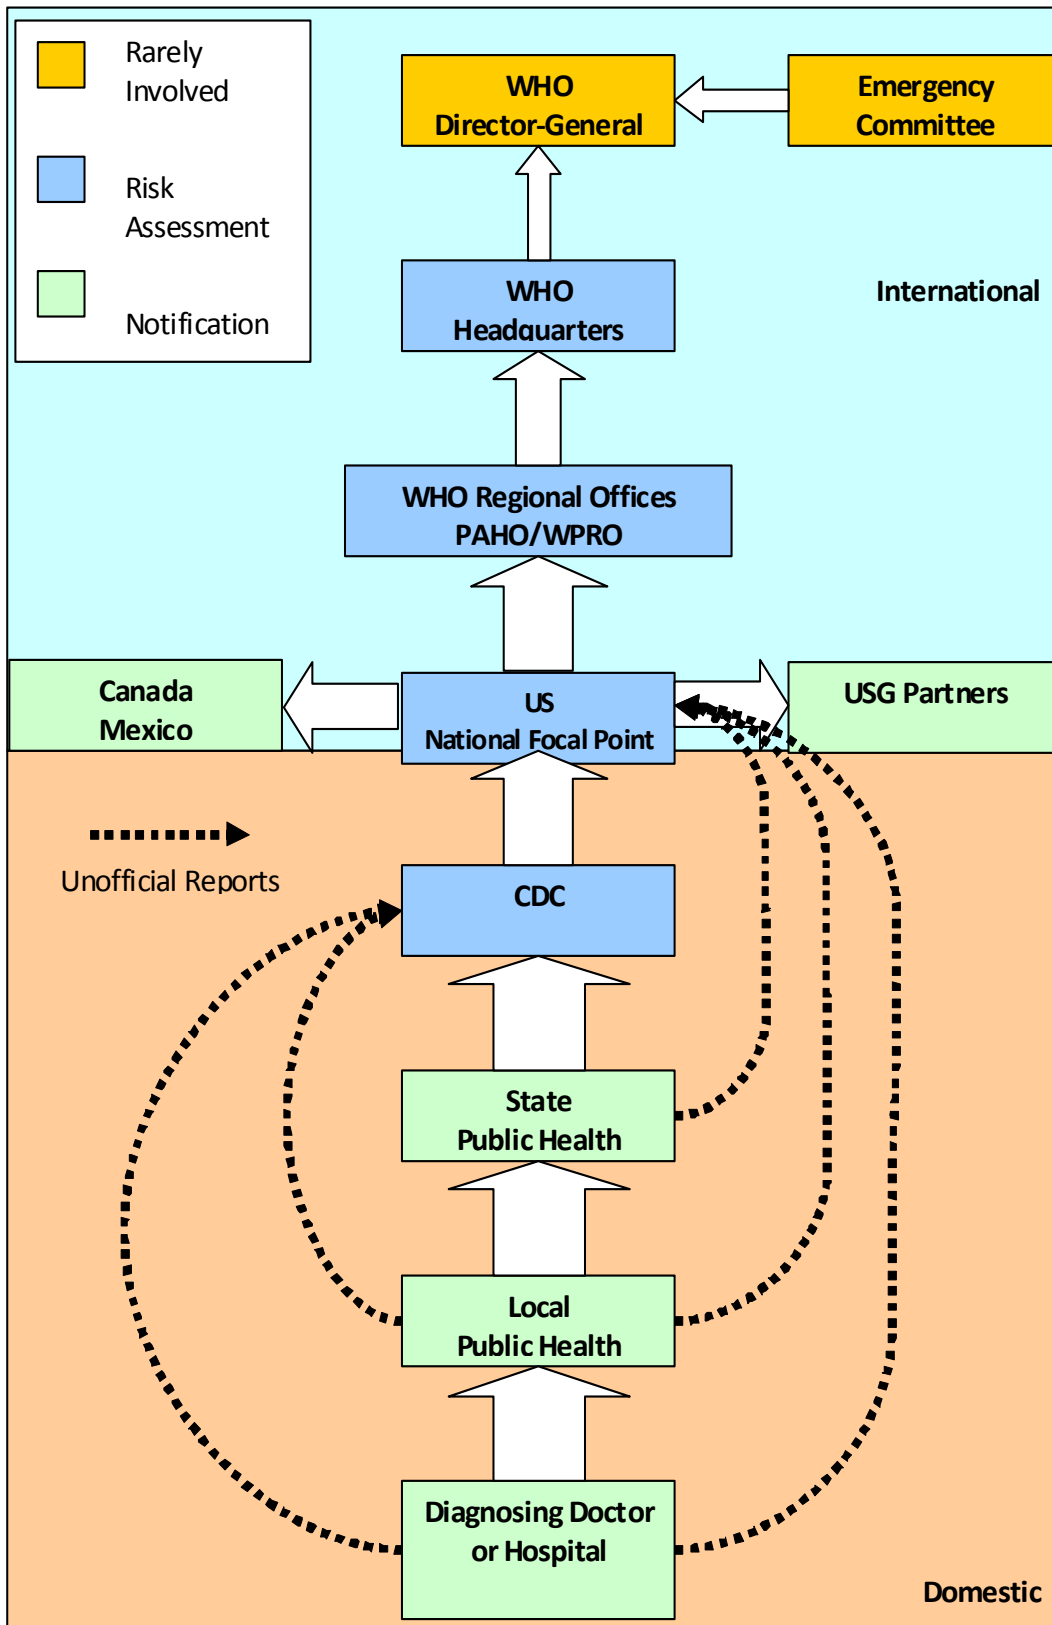 Rarely
Involved
Risk
Assessment
Notification
WHO
Director-General
Emergency
Committee
WHO
Headquarters
International
WHO Regional Offices
PAHO/WPRO
Canada
Mexico
US
National Focal Point
USG Partners
Unofficial Reports
CDC
State
Public Health
Local
Public Health
Diagnosing Doctor
or Hospital
Domestic